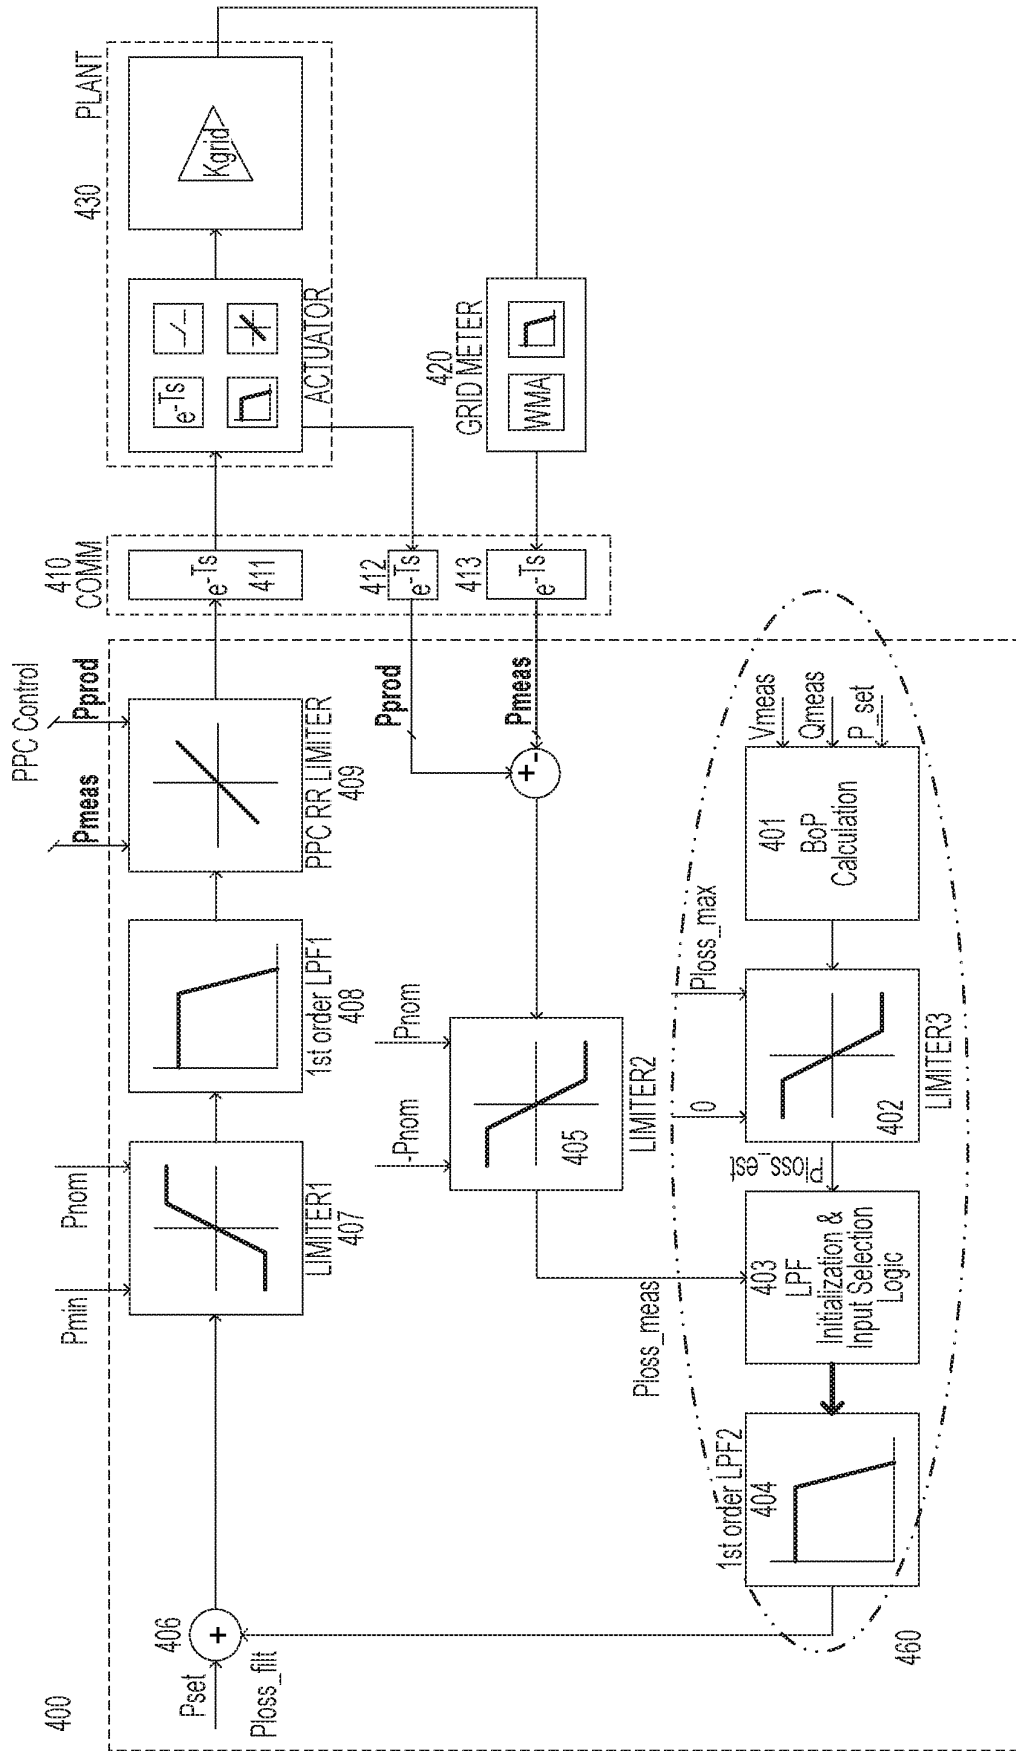 400
Pset
406
+
Ploss_filt
Pmin
Pnom
LIMITER1
407
1st order LPF1
408
PPC Control
Pmeas
Pprod
PPC RR LIMITER
409
410
COMM
e-Ts
411
412
e-Ts
413
e-Ts
430
PLANT
e-Ts
ACTUATOR
Kgrid
420
GRID METER
WMA
Pprod
Pmeas
+
-
-Pnom
Pnom
405
LIMITER2
Ploss_meas
1st order LPF2
404
403
LPF
Initialization &
Input Selection
Logic
Ploss_est
0
Ploss_max
402
LIMITER3
401
BoP
Calculation
Vmeas
Qmeas
P_set
460